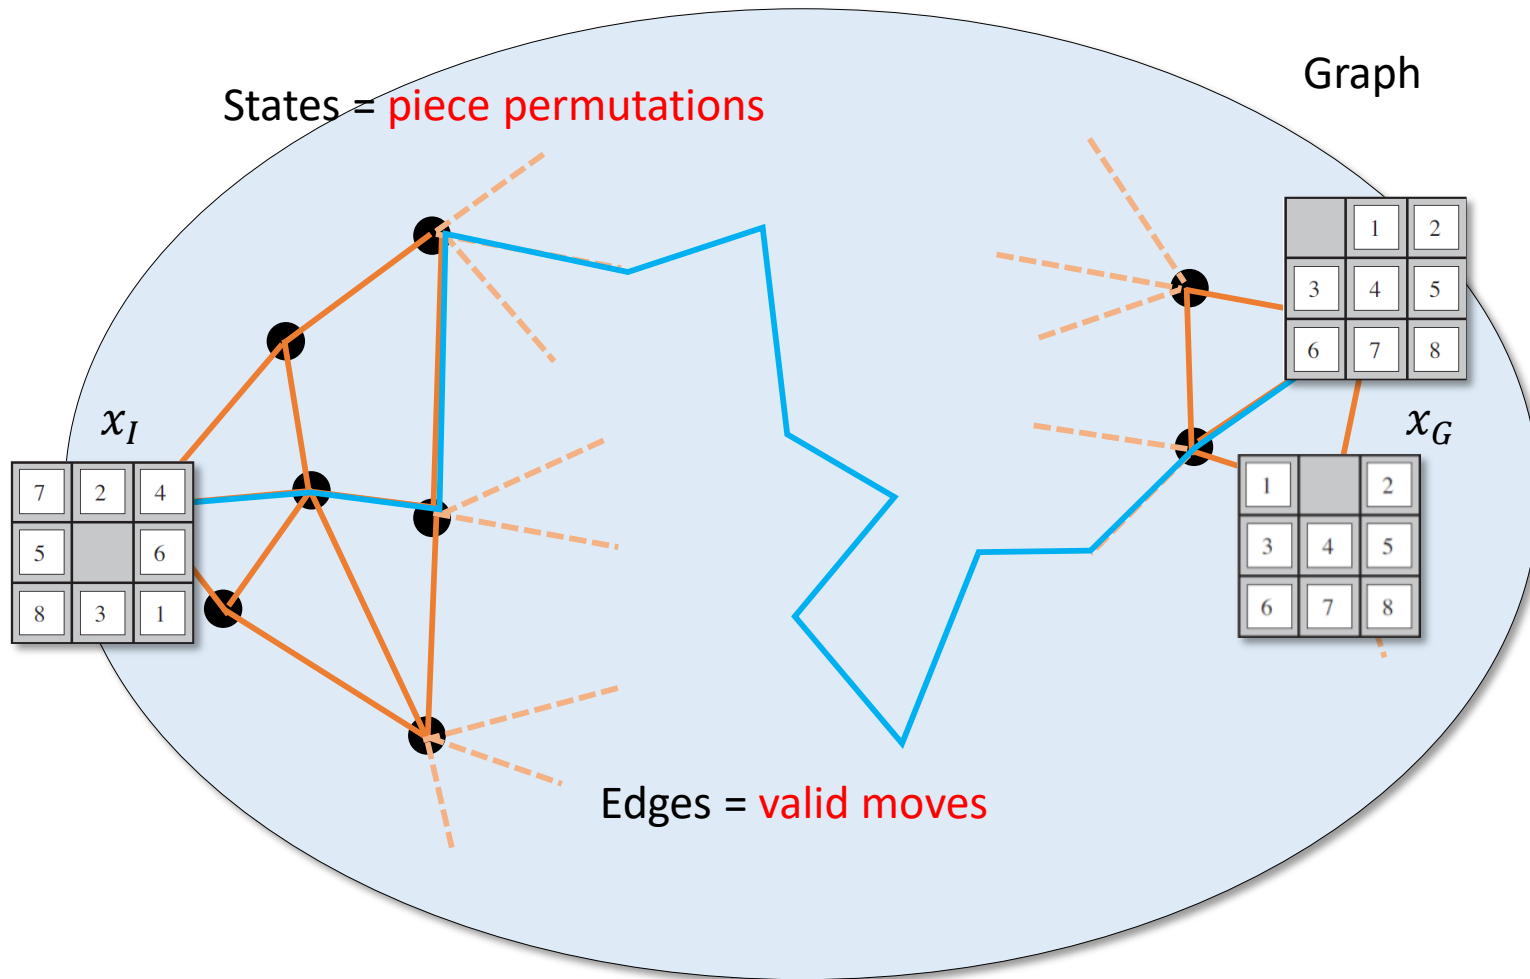 Graph
States = piece permutations
1 2
3 4 5
6 7 8
x_I
x_G
7 2 4
5 6
8 3 1
1 2
3 4 5
6 7 8
Edges = valid moves